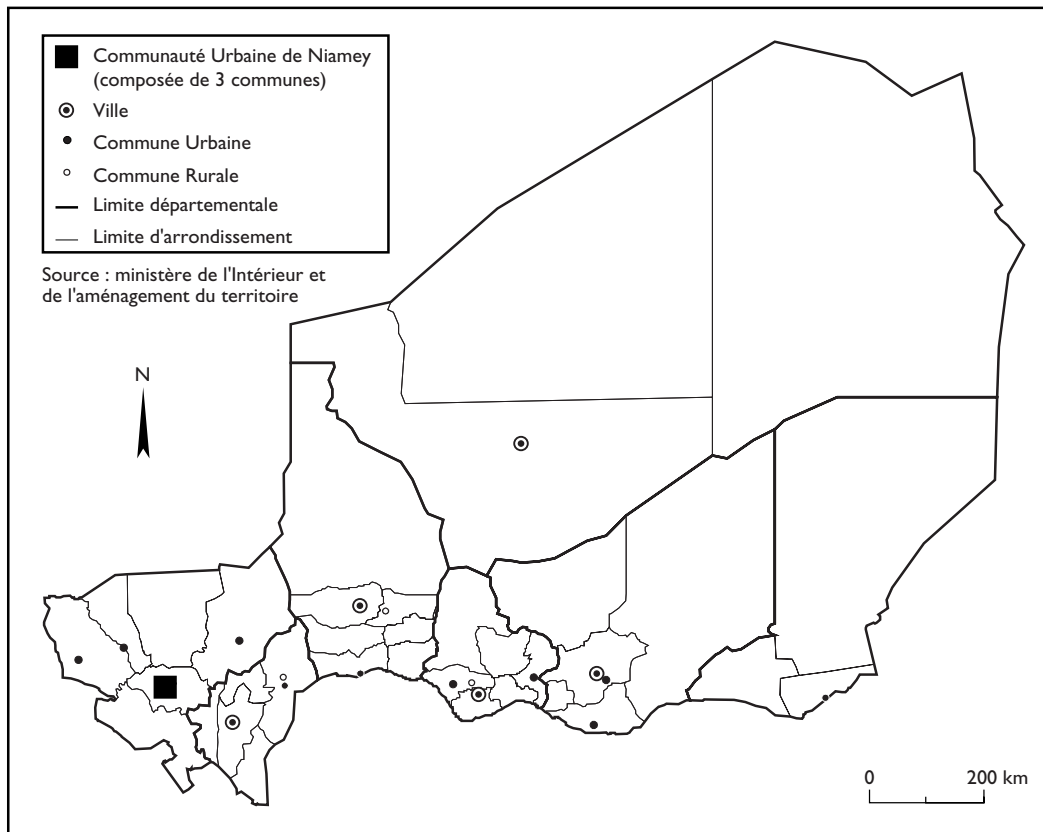 Communauté Urbaine de Niamey
(composée de 3 communes)
Ville
Commune Urbaine
Commune Rurale
Limite départementale
Limite d'arrondissement
Source : ministère de l'Intérieur et
de l'aménagement du territoire
N
0 200 km